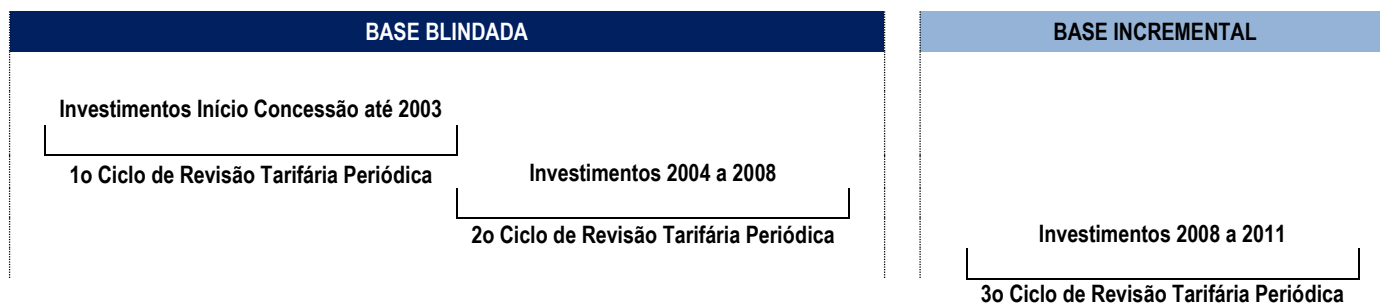 BASE BLINDADA
BASE INCREMENTAL
Investimentos Início Concessão até 2003
1o Ciclo de Revisão Tarifária Periódica
Investimentos 2004 a 2008
2o Ciclo de Revisão Tarifária Periódica
Investimentos 2008 a 2011
3o Ciclo de Revisão Tarifária Periódica